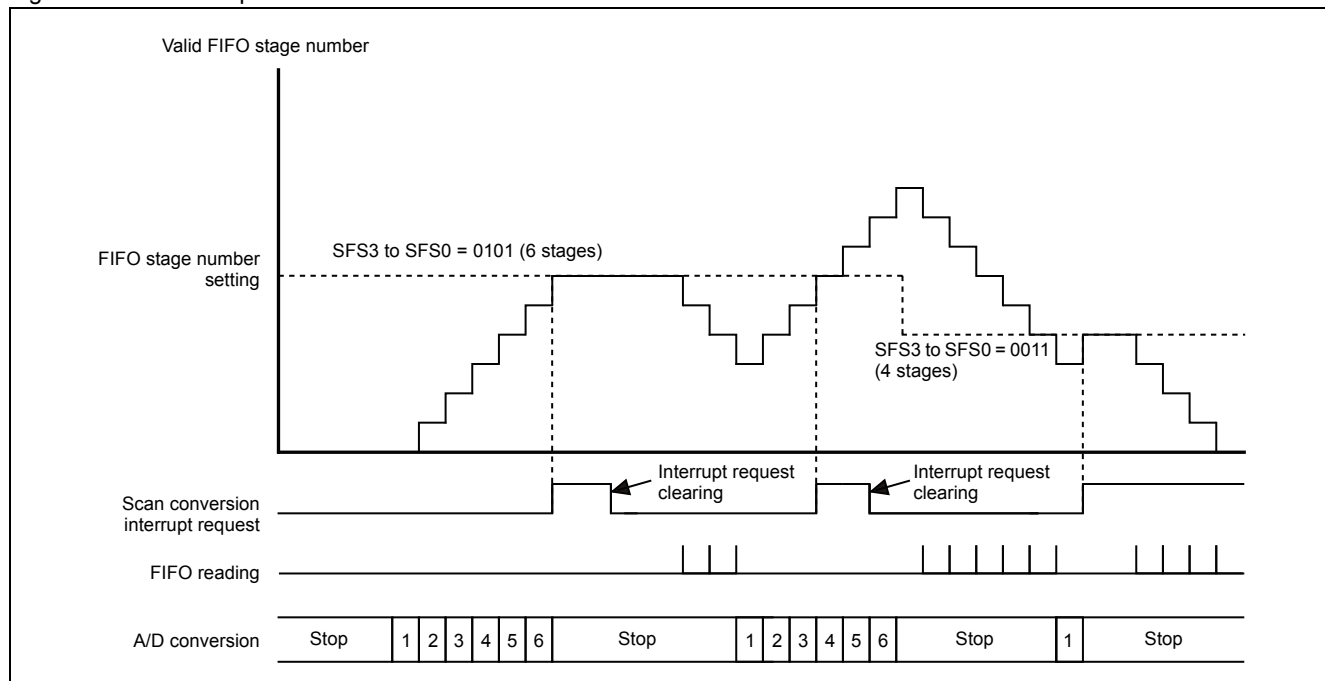 Valid FIFO stage number
SFS3 to SFS0 = 0101 (6 stages)
FIFO stage number
setting
SFS3 to SFS0 = 0011
(4 stages)
Interrupt request
clearing
Interrupt request
clearing
Scan conversion
interrupt request
FIFO reading
A/D conversion Stop 1 2 3 4 5 6 Stop 1 2 3 4 5 6 Stop 1 Stop